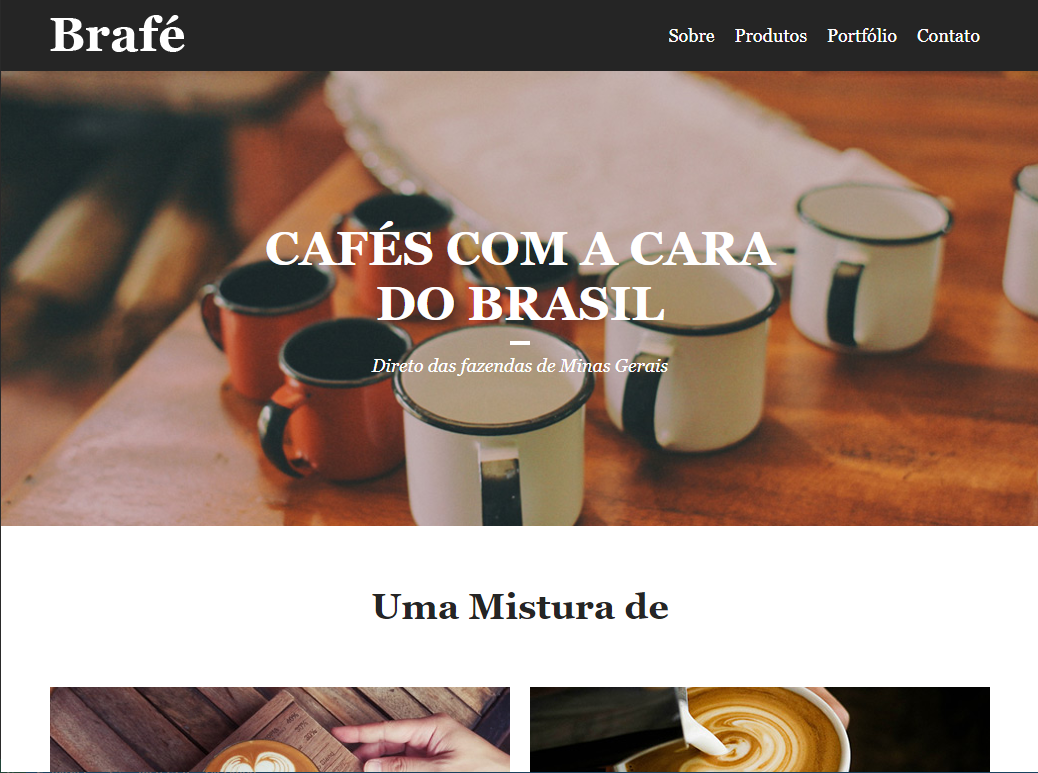 Brafé
Sobre Produtos Portfólio Contato
CAFÉS COM A CARA
DO BRASIL
Direto das fazendas de Minas Gerais
Uma Mistura de